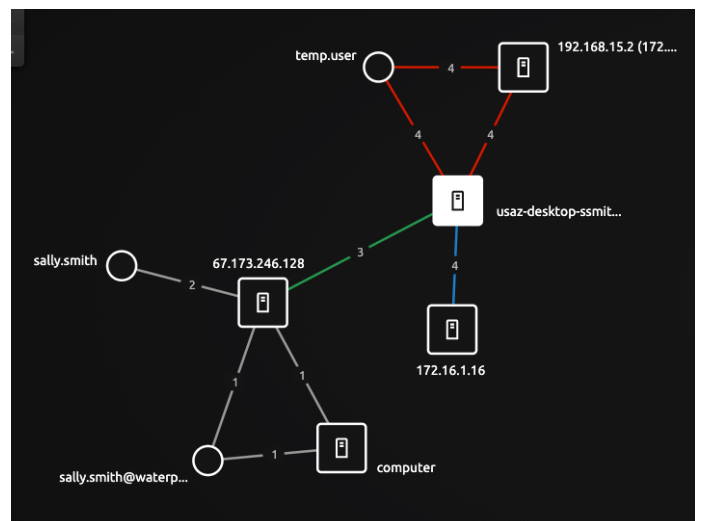 temp.user
192.168.15.2 (172....
4
4
4
usaz-desktop-ssmit...
3
sally.smith
67.173.246.128
2
4
172.16.1.16
1
1
1
sally.smith@waterp...
computer